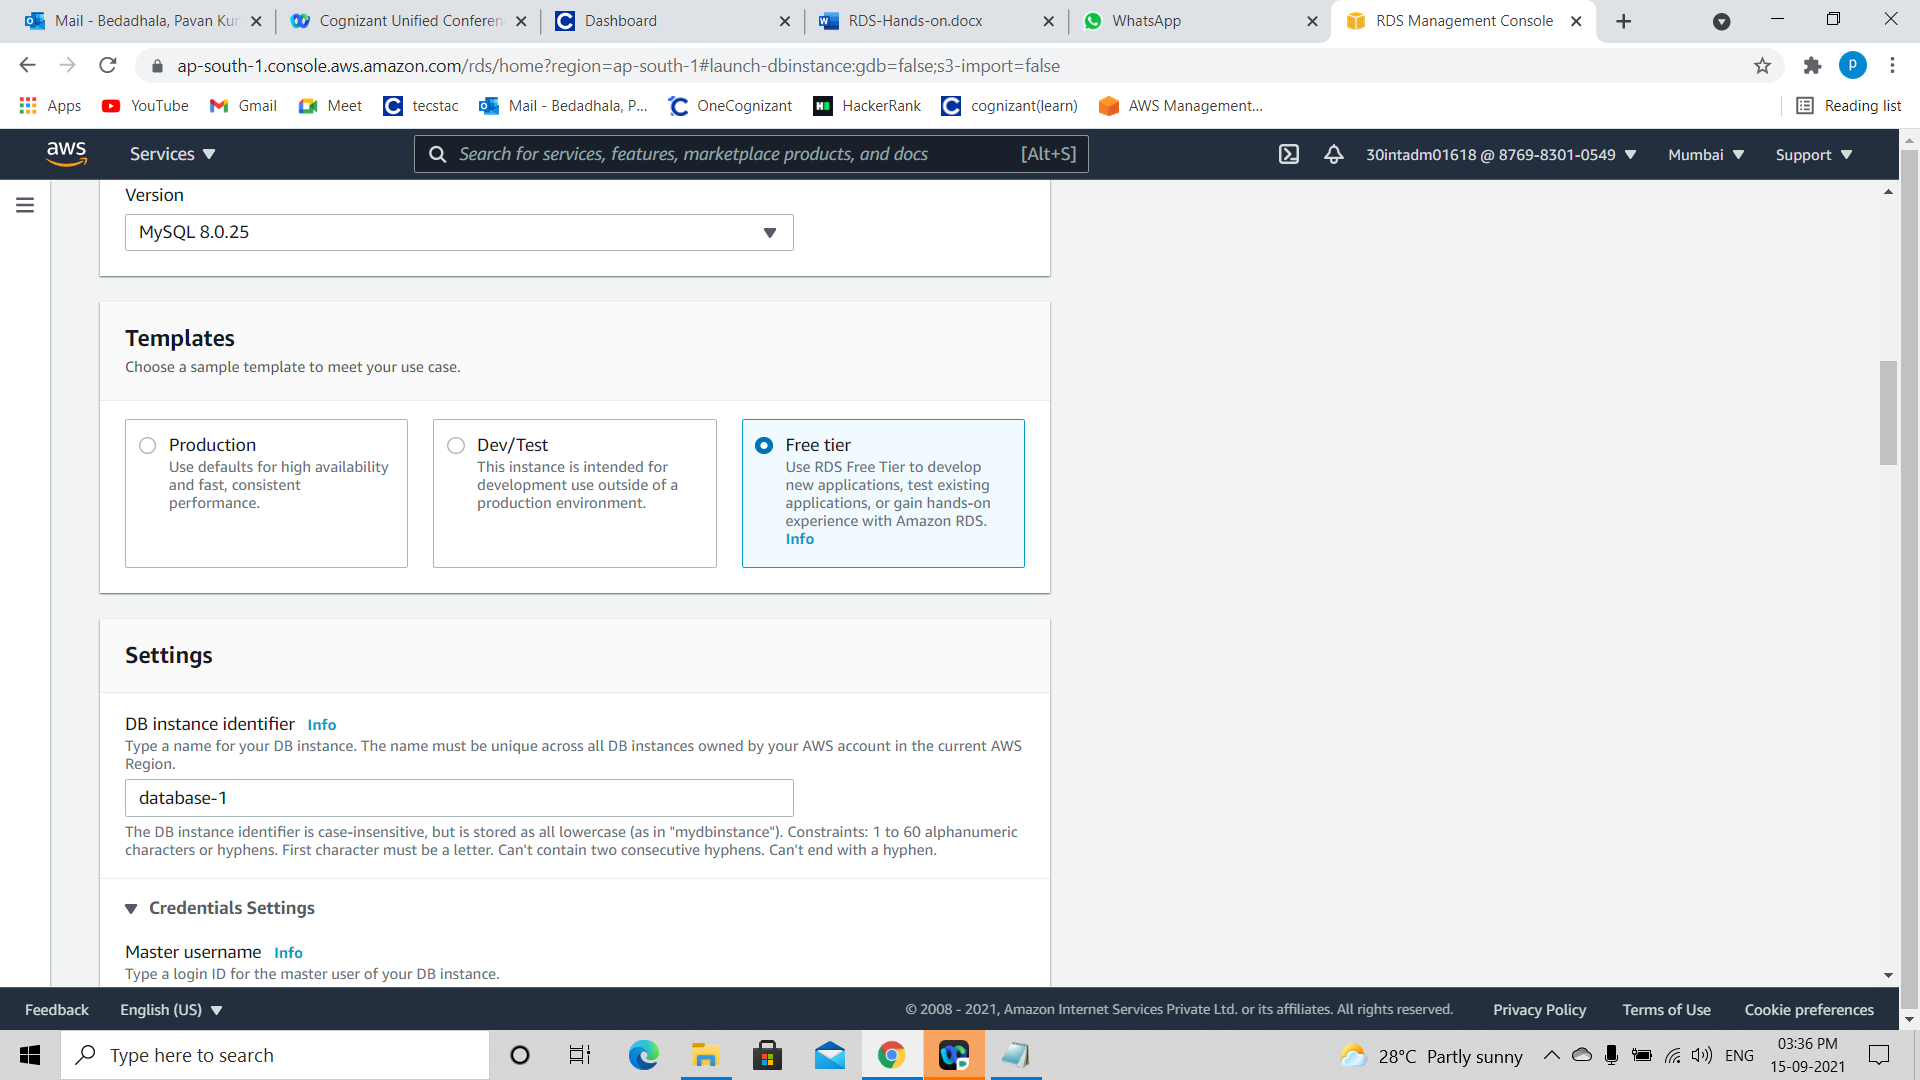 Mail - Bedadhala, Pavan Kur
Cognizant Unified Conferen
Dashboard
RDS-Hands-on.docx
WhatsApp
RDS Management Console
ap-south-1.console.aws.amazon.com/rds/home?region=ap-south-1#launch-dbinstance:gdb=false;s3-import=false
P
Apps
YouTube
Gmail
Meet
tecstac
Mail - Bedadhala, P...
OneCognizant
HackerRank
cognizant(learn)
AWS Management...
Reading list
aws
Services
Search for services, features, marketplace products, and docs
[Alt+S]
30intadm01618 @ 8769-8301-0549
Mumbai
Support
Version
MySQL 8.0.25
Templates
Choose a sample template to meet your use case.
Production
Use defaults for high availability
and fast, consistent
performance.
Dev/Test
This instance is intended for
development use outside of a
production environment.
Free tier
Use RDS Free Tier to develop
new applications, test existing
applications, or gain hands-on
experience with Amazon RDS.
Info
Settings
DB instance identifier Info
Type a name for your DB instance. The name must be unique across all DB instances owned by your AWS account in the current AWS
Region.
database-1
The DB instance identifier is case-insensitive, but is stored as all lowercase (as in "mydbinstance"). Constraints: 1 to 60 alphanumeric
characters or hyphens. First character must be a letter. Can't contain two consecutive hyphens. Can't end with a hyphen.
Credentials Settings
Master username Info
Type a login ID for the master user of your DB instance.
Feedback
English (US)
© 2008 - 2021, Amazon Internet Services Private Ltd. or its affiliates. All rights reserved.
Privacy Policy
Terms of Use
Cookie preferences
Type here to search
28°C Partly sunny
ENG
03:36 PM
15-09-2021